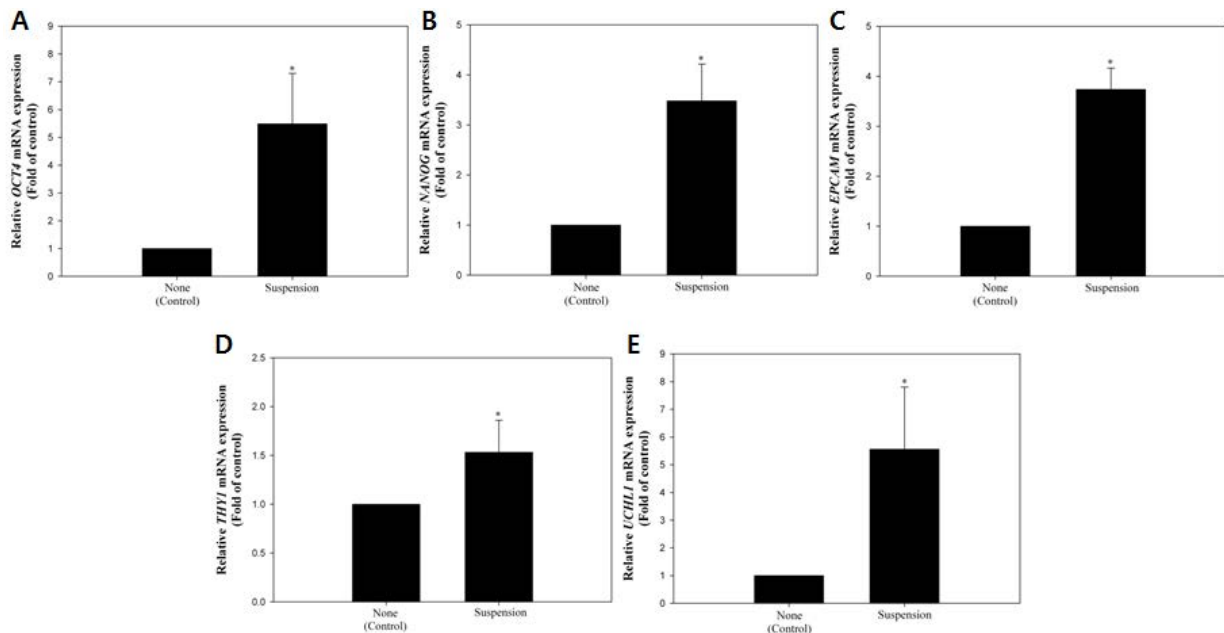 A
Relative OCT4 mRNA expression
(Fold of control)
9
8
7
6
5
4
3
2
1
0
*
None
(Control)
Suspension
B
Relative NANOG mRNA expression
(Fold of control)
5
4
3
2
1
0
*
None
(Control)
Suspension
C
Relative EPCAM mRNA expression
(Fold of control)
5
4
3
2
1
0
*
None
(Control)
Suspension
D
Relative THY1 mRNA expression
(Fold of control)
2.5
2.0
1.5
1.0
0.5
0.0
*
None
(Control)
Suspension
E
Relative UCHL1 mRNA expression
(Fold of control)
9
8
7
6
5
4
3
2
1
0
*
None
(Control)
Suspension